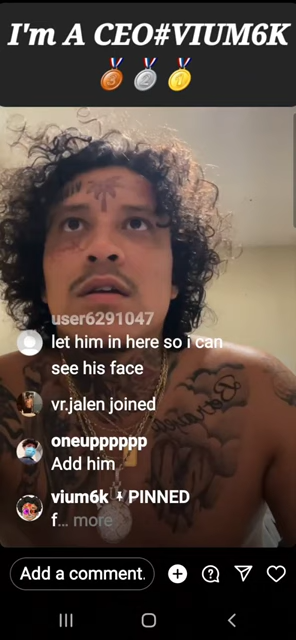 I'm A CEO#VIUM6K
user6291047
let him in here so i can
see his face
vr.jalen joined
oneupppppp
Add him
vium6k PINNED
f... more
Add a comment.